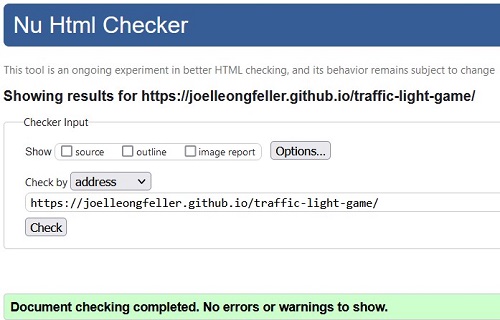 Nu Html Checker
This tool is an ongoing experiment in better HTML checking, and its behavior remains subject to change
Showing results for https://joelleongfeller.github.io/traffic-light-game/
Checker Input
Show source outline image report Options...
Check by address
https://joelleongfeller.github.io/traffic-light-game/
Check
Document checking completed. No errors or warnings to show.